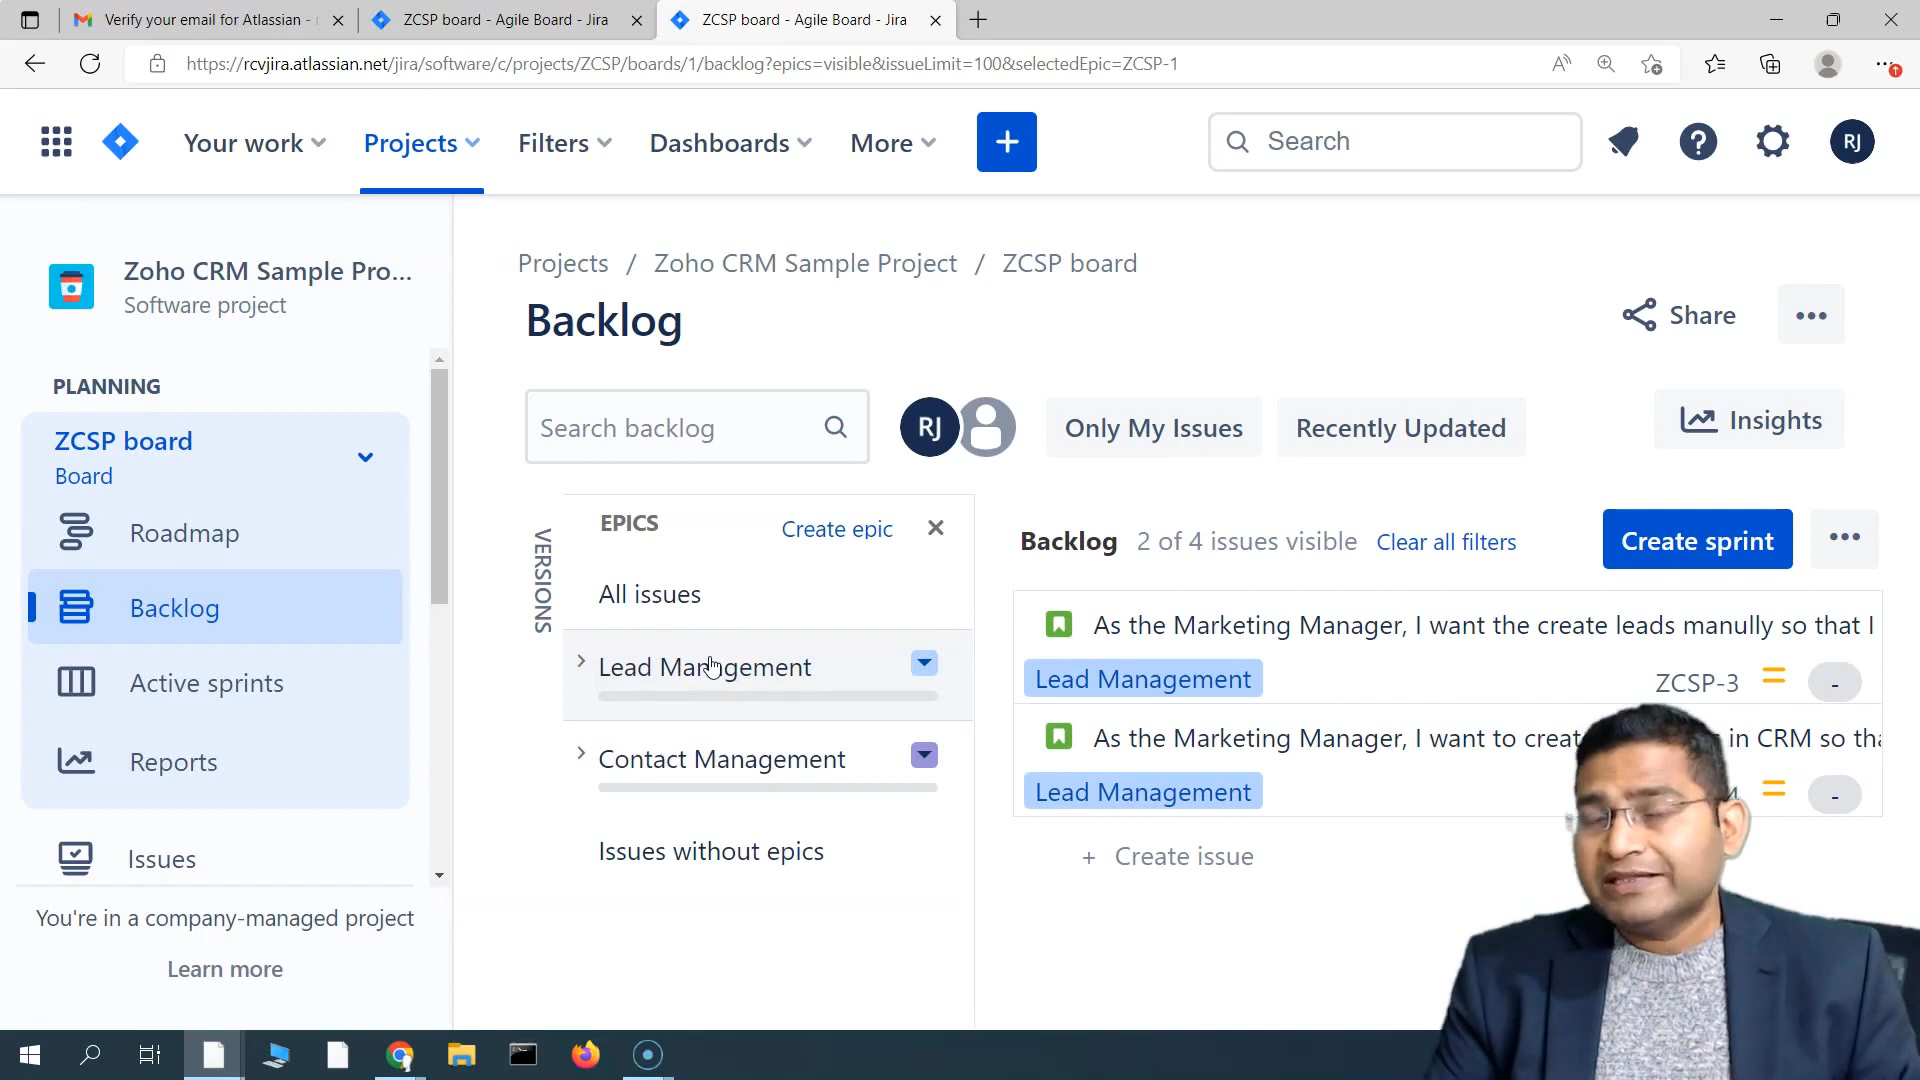 Verify your email for Atlassian -
ZCSP board - Agile Board - Jira
ZCSP board - Agile Board - Jira
https://rcvjira.atlassian.net/jira/software/c/projects/ZCSP/boards/1/backlog?epics=visible&issueLimit=100&selectedEpic=ZCSP-1
Your work
Projects
Filters
Dashboards
More
Search
RJ
Zoho CRM Sample Pro...
Software project
PLANNING
ZCSP board
Board
Roadmap
Backlog
Active sprints
Reports
Issues
You're in a company-managed project
Learn more
Projects / Zoho CRM Sample Project / ZCSP board
Backlog
Share
Search backlog
RJ
Only My Issues
Recently Updated
Insights
VERSIONS
EPICS
Create epic
All issues
Lead Management
Contact Management
Issues without epics
Backlog 2 of 4 issues visible Clear all filters
Create sprint
As the Marketing Manager, I want the create leads manully so that I
Lead Management
ZCSP-3
-
As the Marketing Manager, I want to creat in CRM so tha
Lead Management
-
+ Create issue